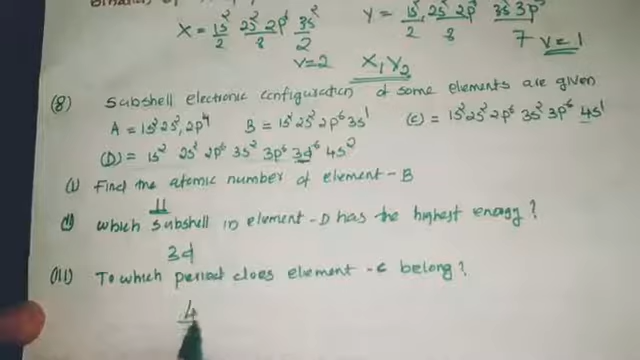 X = 1s² 2s² 2p⁶ 3s² Y = 1s², 2s² 2p⁶ 3s² 3p⁵
2 8 2 2 8 7 V=1
V=2 X₁Y₂
(8) Subshell electronic configuration of some elements are given
A = 1s² 2s², 2p⁴ B = 1s² 2s² 2p⁶ 3s¹ (C) = 1s² 2s² 2p⁶ 3s² 3p⁶ 4s¹
(D) = 1s² 2s² 2p⁶ 3s² 3p⁶ 3d⁶ 4s²
(i) Find the atomic number of element - B
11
which subshell in element - D has the highest energy?
3d
(iii) To which period does element - c belong?
4